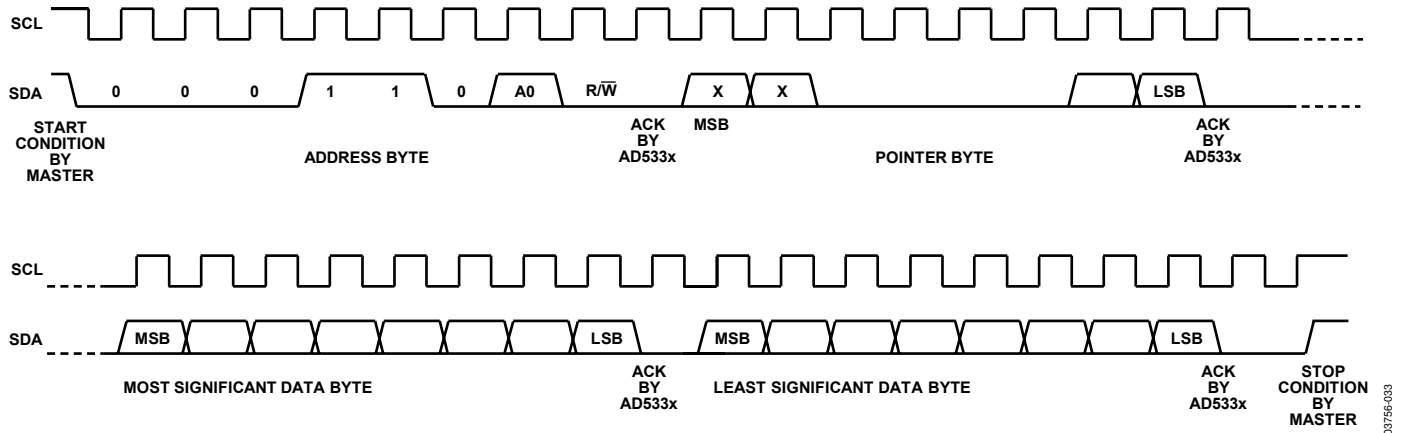 SCL
SDA 0 0 0 1 1 0 A0 R/W̅ X X LSB
START CONDITION BY MASTER
ADDRESS BYTE
ACK BY AD533x
MSB
POINTER BYTE
ACK BY AD533x
SCL
SDA MSB LSB MSB LSB
MOST SIGNIFICANT DATA BYTE
ACK BY AD533x
LEAST SIGNIFICANT DATA BYTE
ACK BY AD533x
STOP CONDITION BY MASTER
03756-033